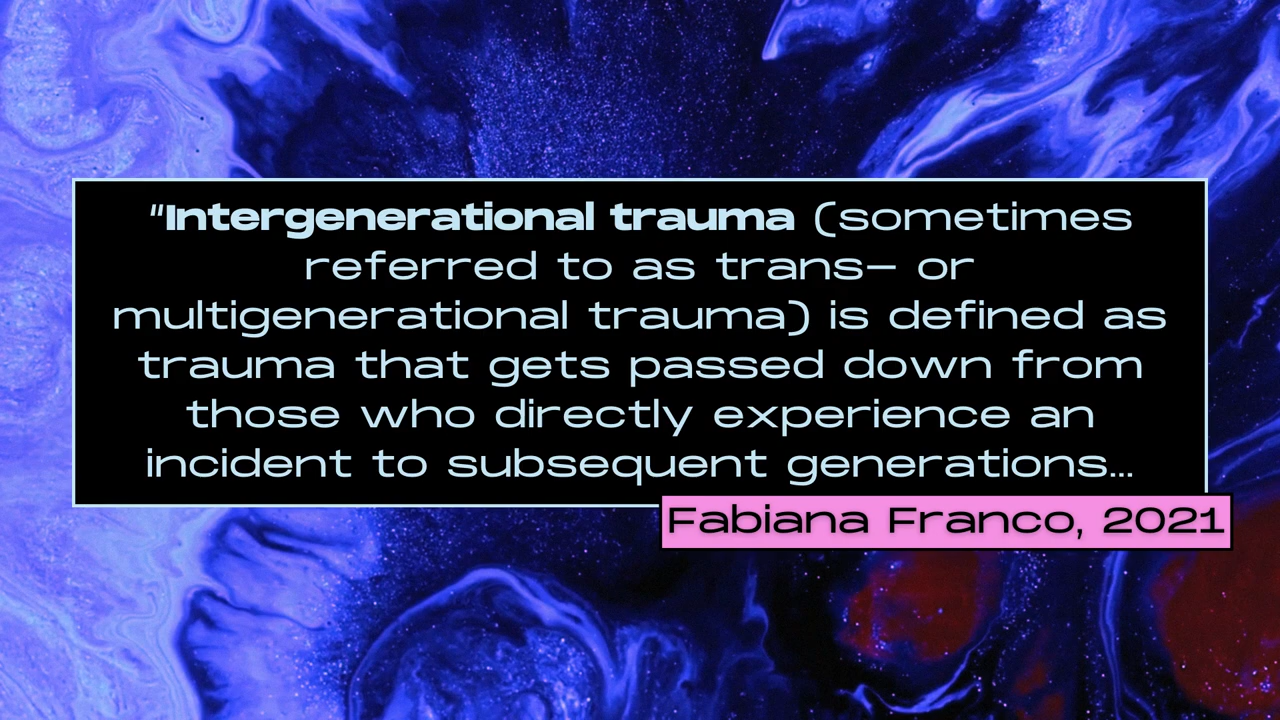 “Intergenerational trauma (sometimes
referred to as trans– or
multigenerational trauma) is defined as
trauma that gets passed down from
those who directly experience an
incident to subsequent generations...
Fabiana Franco, 2021